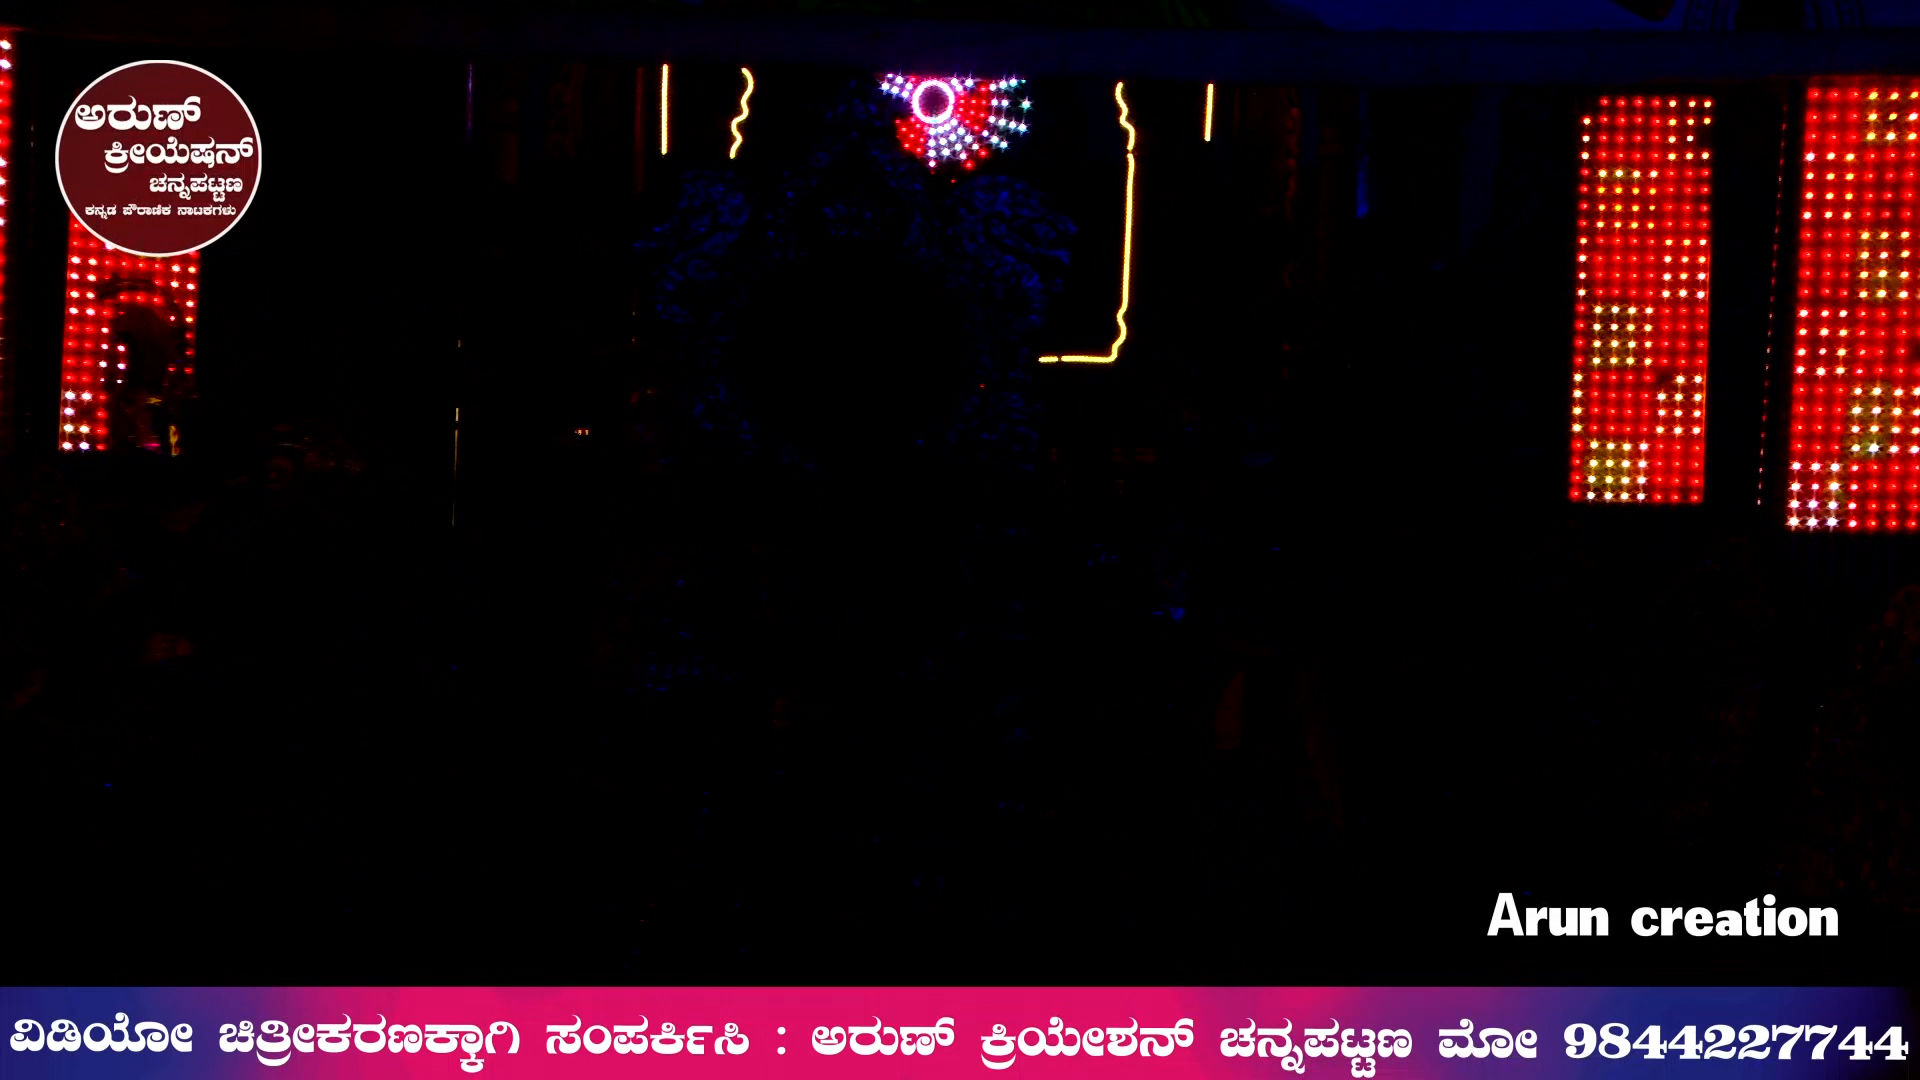 ಅರುಣ್
ಕ್ರೀಯೆಷನ್
ಚನ್ನಪಟ್ಟಣ
ಕನ್ನಡ ಪೌರಾಣಿಕ ನಾಟಕಗಳು
Arun creation
ವಿಡಿಯೋ ಚಿತ್ರೀಕರಣಕ್ಕಾಗಿ ಸಂಪರ್ಕಿಸಿ : ಅರುಣ್ ಕ್ರಿಯೇಶನ್ ಚನ್ನಪಟ್ಟಣ ಮೋ 9844227744